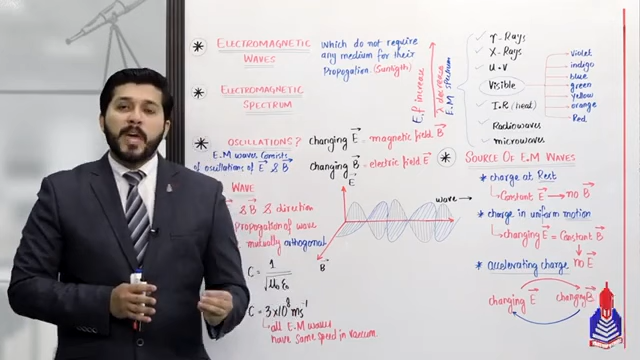 * ELECTROMAGNETIC WAVES
which do not require
any medium for their
Propogation. (Sunligth)
* ELECTROMAGNETIC SPECTRUM
* OSCILLATIONS?
E.M waves Consists
of oscillations of E & B
changing E - magnetic field B
changing B - electric field E
WAVE
& B & direction
propogation of wave
mutually orthogonal
C = 1/√μ₀ε₀
C = 3×10⁸ ms⁻¹
all E.M waves
have same speed in vaccum
E
wave →
B
E, f increase
λ decrease
E.M spectrum
γ-Rays
X-Rays
U.V
Visible
I.R (heat)
Radiowaves
microwaves
violet
indigo
blue
green
yellow
orange
Red
* SOURCE OF E.M WAVES
* charge at Rest
Constant E → no B
* charge in uniform motion
changing E = Constant B
↓
no E
* accelerating charge
changing E changing B